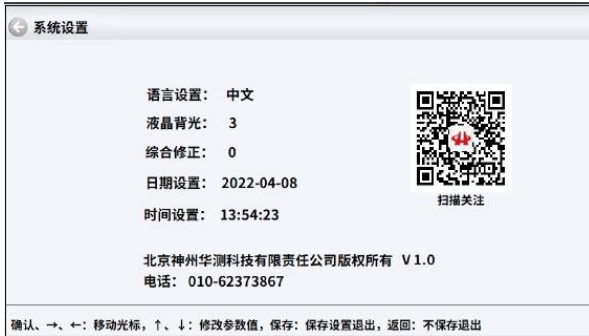 系统设置
语言设置： 中文
液晶背光： 3
综合修正： 0
日期设置： 2022-04-08
时间设置： 13:54:23
扫描关注
北京神州华测科技有限责任公司版权所有 V1.0
电话： 010-62373867
确认、→、←：移动光标，↑、↓：修改参数值，保存：保存设置退出，返回：不保存退出